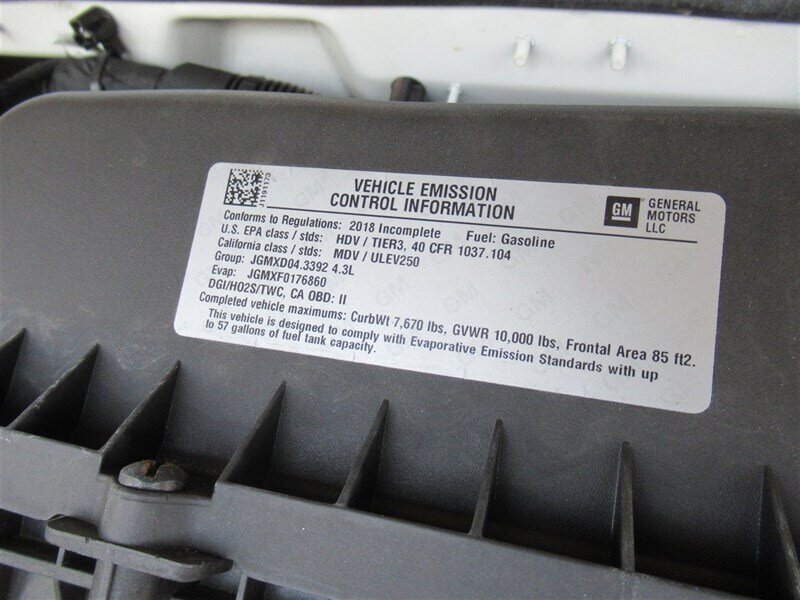 J11191173
VEHICLE EMISSION
CONTROL INFORMATION
GM
GENERAL
MOTORS
LLC
Conforms to Regulations: 2018 Incomplete Fuel: Gasoline
U.S. EPA class / stds: HDV / TIER3, 40 CFR 1037.104
California class / stds: MDV / ULEV250
Group: JGMXD04.3392 4.3L
Evap: JGMXF0176860
DGI/HO2S/TWC, CA OBD: II
Completed vehicle maximums: CurbWt 7,670 lbs, GVWR 10,000 lbs, Frontal Area 85 ft2.
This vehicle is designed to comply with Evaporative Emission Standards with up
to 57 gallons of fuel tank capacity.